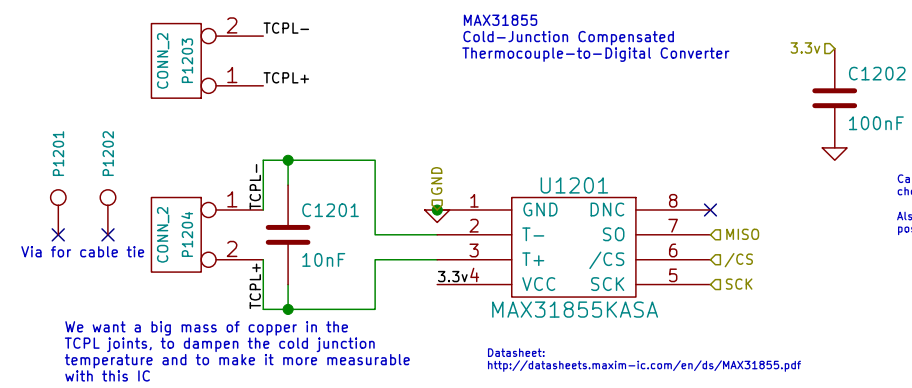 MAX31855
Cold-Junction Compensated
Thermocouple-to-Digital Converter
CONN_2
P1203
2
TCPL-
1
TCPL+
3.3v
C1202
100nF
P1201
P1202
Via for cable tie
CONN_2
P1204
1
TCPL-
2
TCPL+
C1201
10nF
GND
U1201
1
GND
2
T-
3
T+
3.3v
4
VCC
DNC
8
SO
7
MISO
/CS
6
/CS
SCK
5
SCK
MAX31855KASA
We want a big mass of copper in the
TCPL joints, to dampen the cold junction
temperature and to make it more measurable
with this IC
Datasheet:
http://datasheets.maxim-ic.com/en/ds/MAX31855.pdf